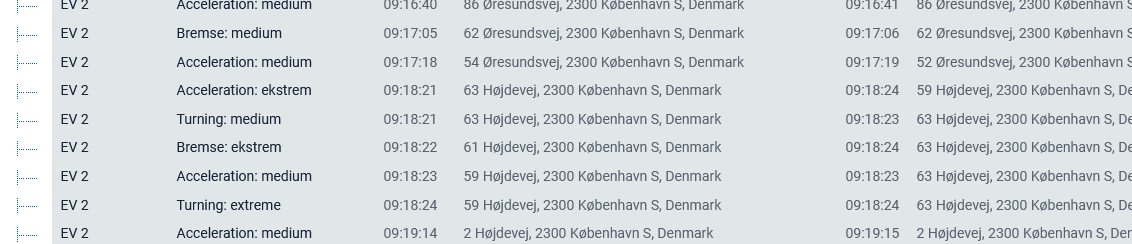 EV 2 Acceleration: medium 09:16:40 86 Øresundsvej, 2300 København S, Denmark 09:16:41 86 Øresundsvej, 2300 København S
EV 2 Bremse: medium 09:17:05 62 Øresundsvej, 2300 København S, Denmark 09:17:06 62 Øresundsvej, 2300 København S
EV 2 Acceleration: medium 09:17:18 54 Øresundsvej, 2300 København S, Denmark 09:17:19 52 Øresundsvej, 2300 København S
EV 2 Acceleration: ekstrem 09:18:21 63 Højdevej, 2300 København S, Denmark 09:18:24 59 Højdevej, 2300 København S, De
EV 2 Turning: medium 09:18:21 63 Højdevej, 2300 København S, Denmark 09:18:23 63 Højdevej, 2300 København S, De
EV 2 Bremse: ekstrem 09:18:22 61 Højdevej, 2300 København S, Denmark 09:18:24 63 Højdevej, 2300 København S, De
EV 2 Acceleration: medium 09:18:23 59 Højdevej, 2300 København S, Denmark 09:18:23 63 Højdevej, 2300 København S, De
EV 2 Turning: extreme 09:18:24 59 Højdevej, 2300 København S, Denmark 09:18:24 63 Højdevej, 2300 København S, De
EV 2 Acceleration: medium 09:19:14 2 Højdevej, 2300 København S, Denmark 09:19:15 2 Højdevej, 2300 København S, Den